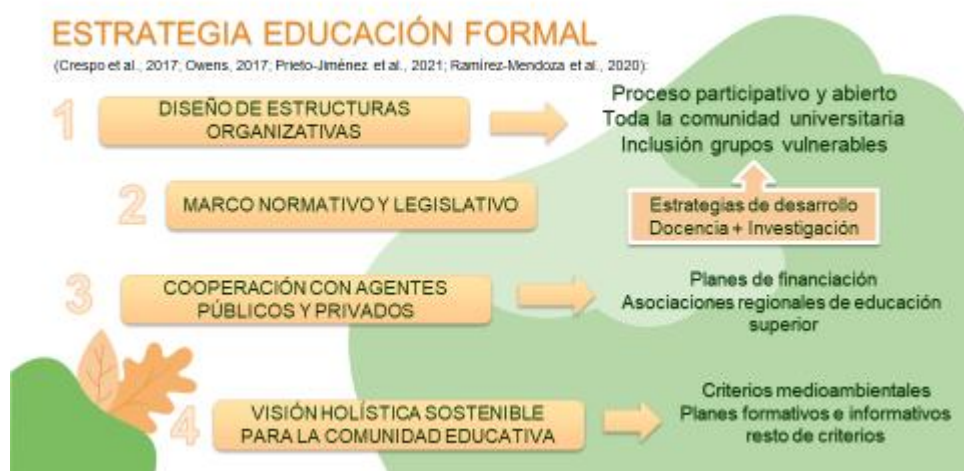 ESTRATEGIA EDUCACIÓN FORMAL
(Crespo et al., 2017; Owens, 2017; Prieto-Jiménez et al., 2021; Ramírez-Mendoza et al., 2020):
1
DISEÑO DE ESTRUCTURAS
ORGANIZATIVAS
Proceso participativo y abierto
Toda la comunidad universitaria
Inclusión grupos vulnerables
2
MARCO NORMATIVO Y LEGISLATIVO
Estrategias de desarrollo
Docencia + Investigación
3
COOPERACIÓN CON AGENTES
PÚBLICOS Y PRIVADOS
Planes de financiación
Asociaciones regionales de educación
superior
4
VISIÓN HOLÍSTICA SOSTENIBLE
PARA LA COMUNIDAD EDUCATIVA
Criterios medioambientales
Planes formativos e informativos
resto de criterios